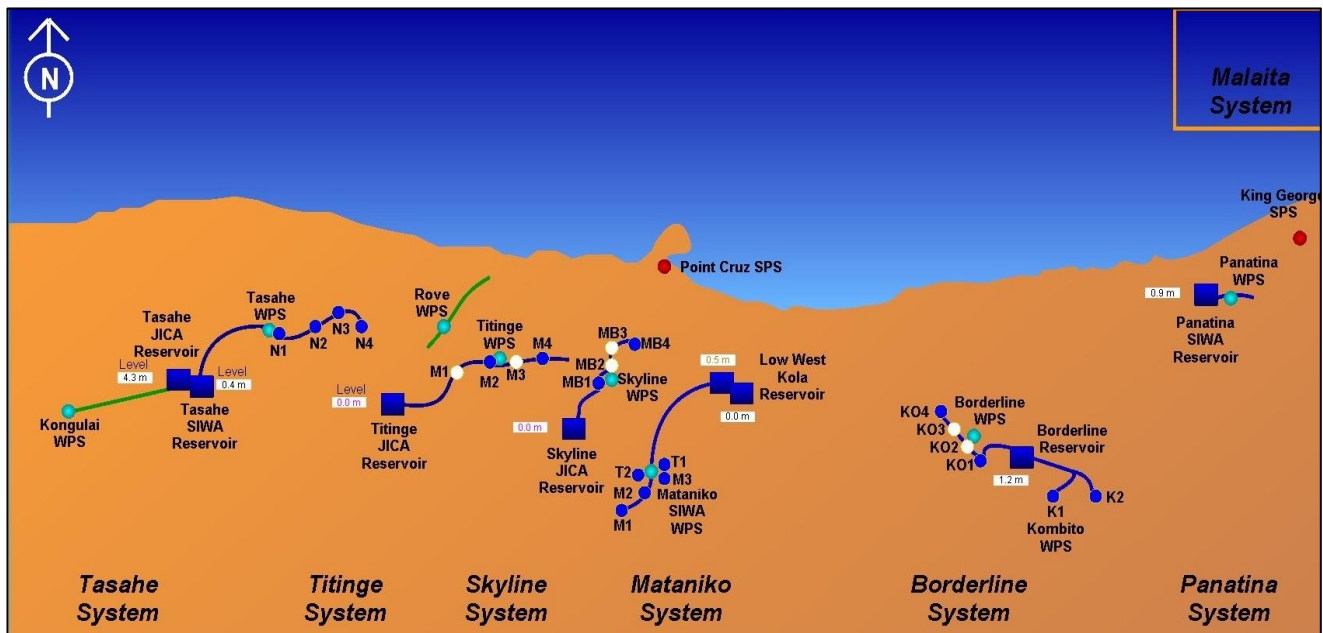 N
Malaita
System
King George
SPS
Point Cruz SPS
Panatina
WPS
0.9 m
Panatina
SIWA
Reservoir
Tasahe
JICA
Reservoir
Level
4.3 m
Level
0.4 m
Tasahe
SIWA
Reservoir
Kongulai
WPS
Tasahe
WPS
N1
N2
N3
N4
Rove
WPS
Titinge
WPS
M1
M2
M3
M4
Level
0.0 m
Titinge
JICA
Reservoir
MB3
MB4
MB2
MB1
Skyline
WPS
0.0 m
Skyline
JICA
Reservoir
0.5 m
Low West
Kola
Reservoir
0.0 m
T1
T2
M3
M2
M1
Mataniko
SIWA
WPS
KO4
KO3
KO2
KO1
Borderline
WPS
Borderline
Reservoir
1.2 m
K1
K2
Kombito
WPS
Tasahe
System
Titinge
System
Skyline
System
Mataniko
System
Borderline
System
Panatina
System